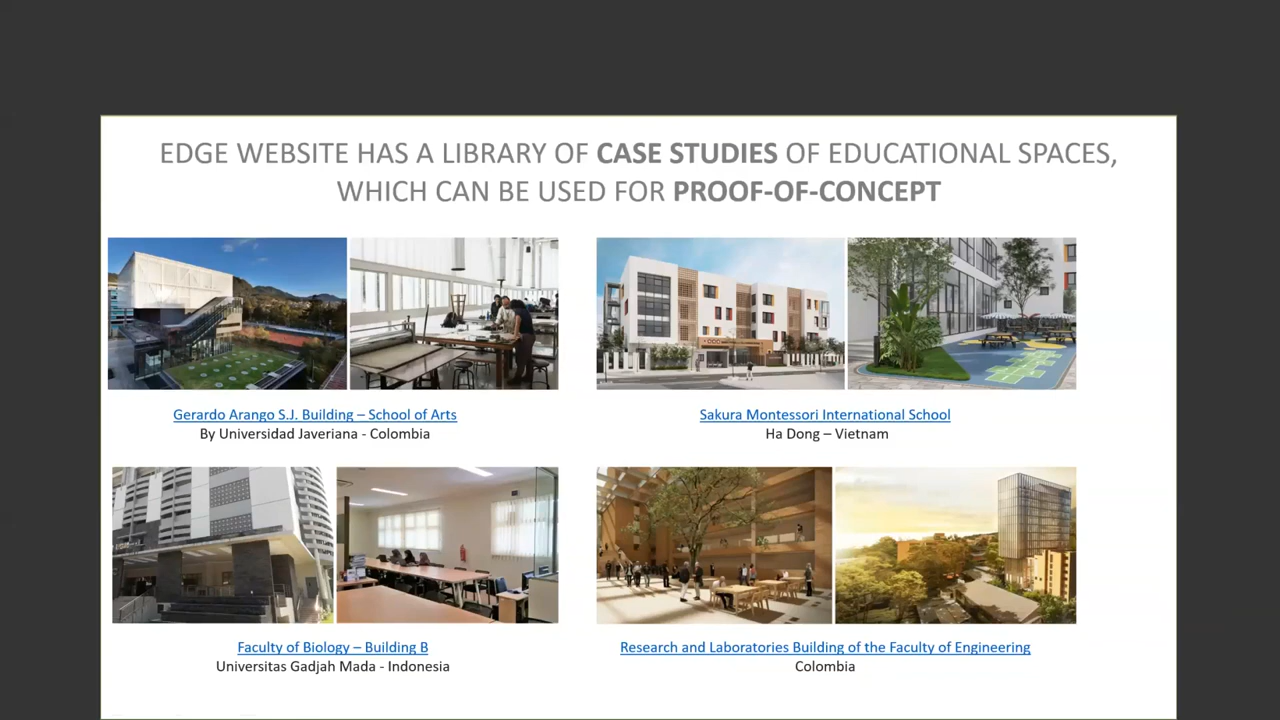 EDGE WEBSITE HAS A LIBRARY OF CASE STUDIES OF EDUCATIONAL SPACES,
WHICH CAN BE USED FOR PROOF-OF-CONCEPT
Gerardo Arango S.J. Building – School of Arts
By Universidad Javeriana - Colombia
Sakura Montessori International School
Ha Dong – Vietnam
Faculty of Biology – Building B
Universitas Gadjah Mada - Indonesia
Research and Laboratories Building of the Faculty of Engineering
Colombia